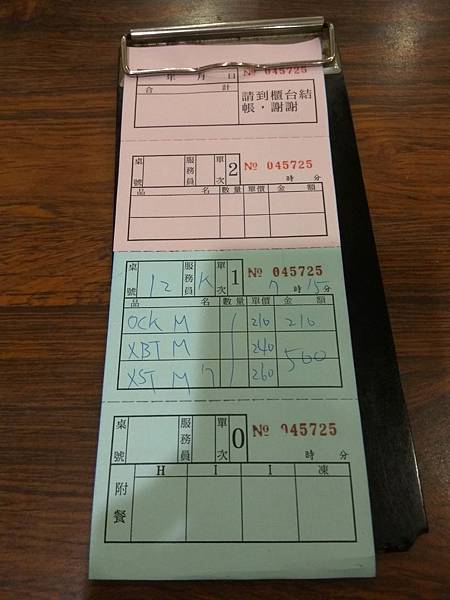 年 月 日 № 045725
合 計 請到櫃台結帳，謝謝
桌號 服務員 單次 2 № 045725
時 分
品 名 數量 單價 金 額
桌號 12 服務員 K 單次 1 № 045725
7 時 15 分
品 名 數量 單價 金 額
OCK M 1 210 210
XBT M 1 240
XST M 1 260 500
桌號 服務員 單次 0 № 045725
時 分
附餐 H I I 凍